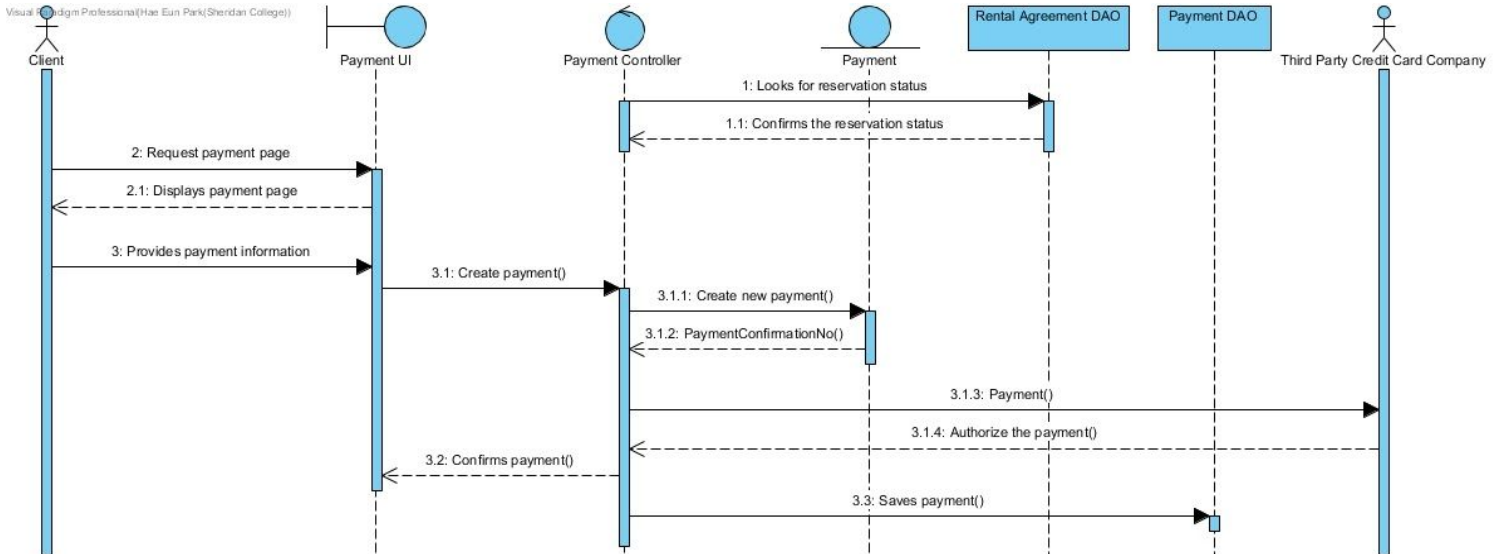 Visual Paradigm Professional(Hae Eun Park(Sheridan College))
Client
Payment UI
Payment Controller
Payment
Rental Agreement DAO
Payment DAO
Third Party Credit Card Company
1: Looks for reservation status
1.1: Confirms the reservation status
2: Request payment page
2.1: Displays payment page
3: Provides payment information
3.1: Create payment()
3.1.1: Create new payment()
3.1.2: PaymentConfirmationNo()
3.1.3: Payment()
3.1.4: Authorize the payment()
3.2: Confirms payment()
3.3: Saves payment()